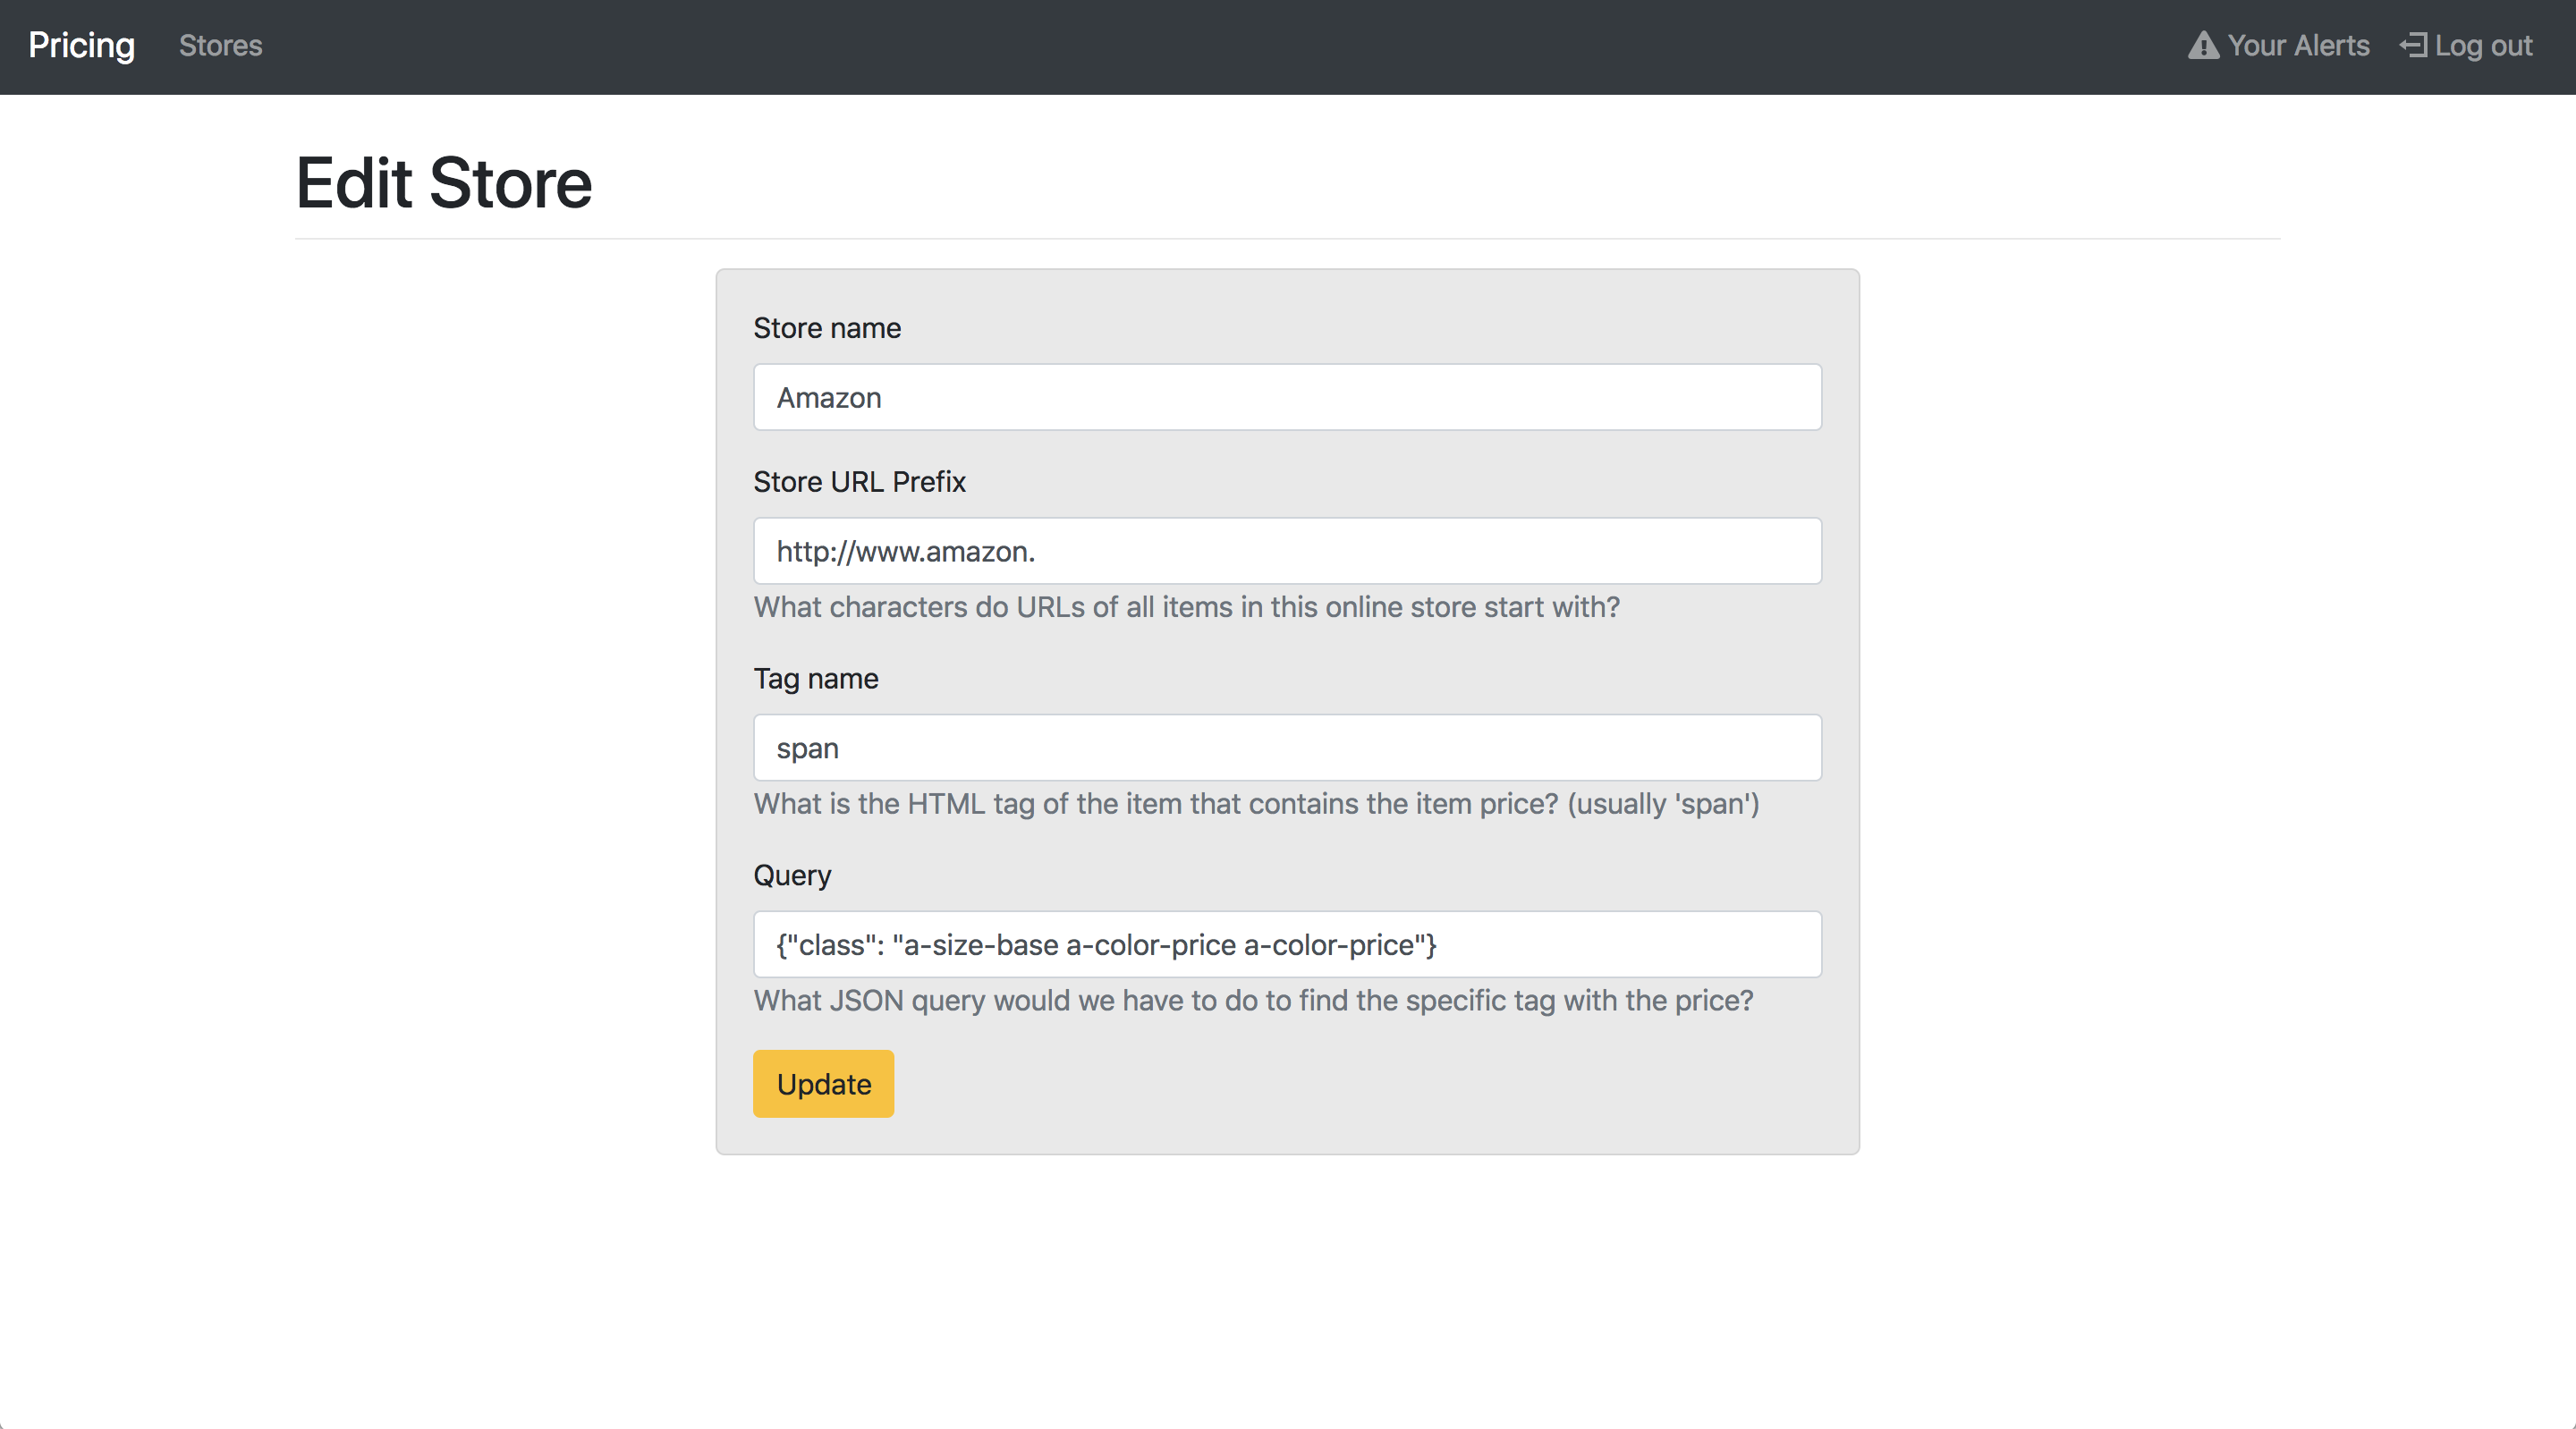 Pricing Stores Your Alerts Log out
Edit Store
Store name
Amazon
Store URL Prefix
http://www.amazon.
What characters do URLs of all items in this online store start with?
Tag name
span
What is the HTML tag of the item that contains the item price? (usually 'span')
Query
{"class": "a-size-base a-color-price a-color-price"}
What JSON query would we have to do to find the specific tag with the price?
Update